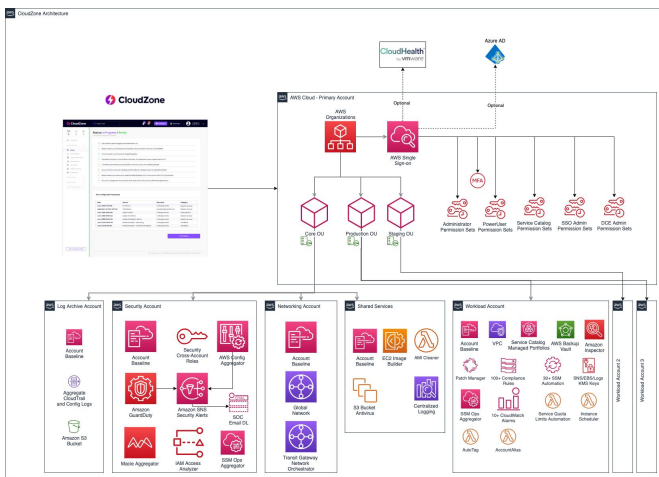 CloudZone Architecture
CloudHealth
by vmware
Azure AD
CloudZone
aws
AWS Cloud - Primary Account
Optional
Optional
AWS
Organizations
AWS Single
Sign-on
MFA
Core OU
Production OU
Staging OU
Administrator
Permission Sets
PowerUser
Permission Sets
Service Catalog
Permission Sets
SSO Admin
Permission Sets
DCE Admin
Permission Sets
Log Archive Account
Account
Baseline
Aggregate
CloudTrail
and Config Logs
Amazon S3
Bucket
Security Account
Account
Baseline
Security
Cross-Account
Roles
AWS Config
Aggregator
Amazon
GuardDuty
Amazon SNS
Security Alerts
SOC
Email DL
Macie Aggregator
IAM Access
Analyzer
SSM Ops
Aggregator
Networking Account
Account
Baseline
Global
Network
Transit Gateway
Network
Orchestrator
Shared Services
Account
Baseline
EC2 Image
Builder
AMI Cleaner
S3 Bucket
Antivirus
Centralized
Logging
Workload Account
Account
Baseline
VPC
Service Catalog
Managed Portfolios
AWS Backup
Vault
Amazon
Inspector
Patch Manager
100+ Compliance
Rules
30+ SSM
Automation
SNS/EBS/Logs
KMS Keys
SSM Ops
Aggregator
10+ CloudWatch
Alarms
Service Quota
Limits Automation
Instance
Scheduler
AutoTag
AccountAlias
Workload Account 2
Workload Account 3